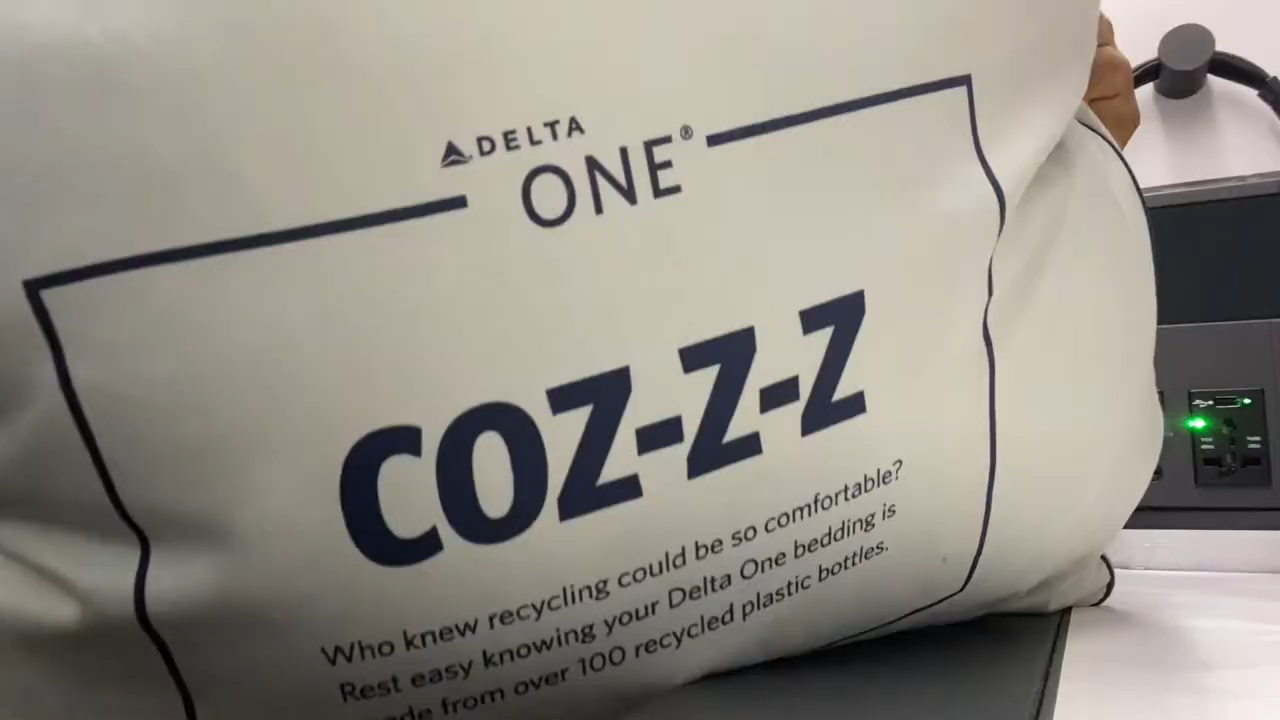 DELTA
ONE®
COZ-Z-Z
Who knew recycling could be so comfortable?
Rest easy knowing your Delta One bedding is
from over 100 recycled plastic bottles.